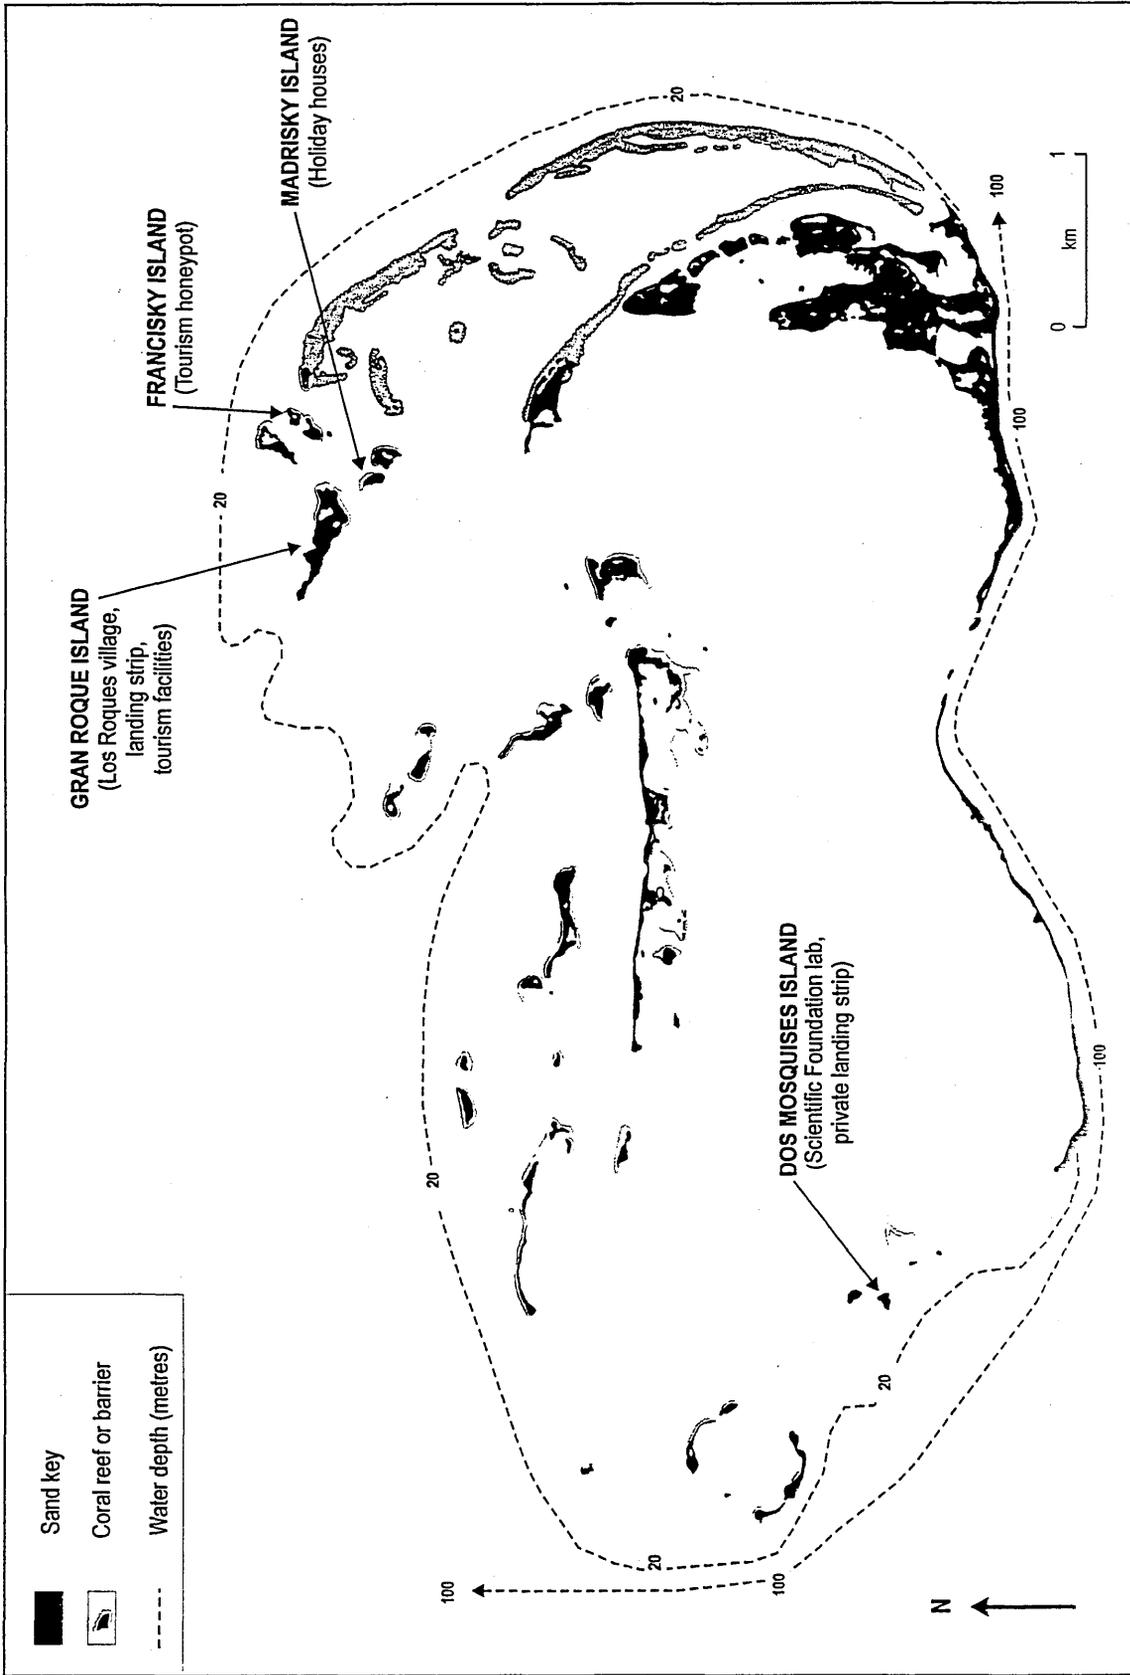 Sand key
Coral reef or barrier
Water depth (metres)
GRAN ROQUE ISLAND
(Los Roques village,
landing strip,
tourism facilities)
FRANCISKY ISLAND
(Tourism honeypot)
MADRISKY ISLAND
(Holiday houses)
DOS MOSQUISES ISLAND
(Scientific Foundation lab,
private landing strip)
20
20
20
20
20
100
100
100
100
100
N
0
km
1